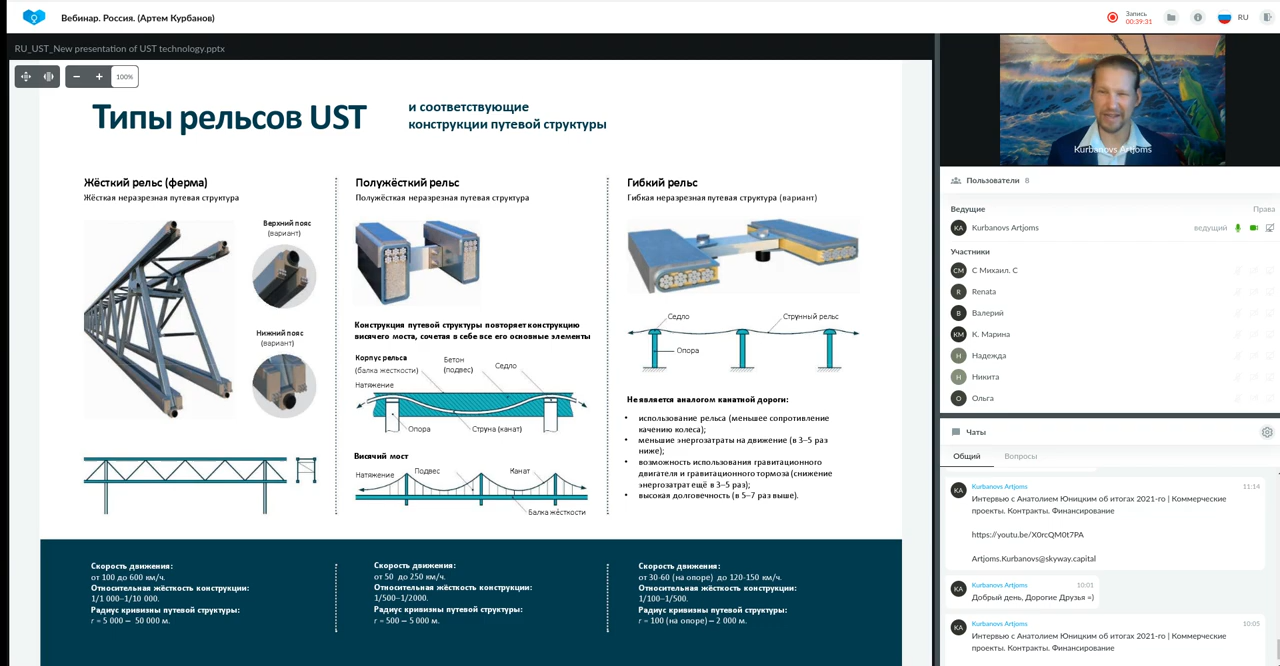 Вебинар. Россия. (Артем Курбанов)
Запись
00:39:31
RU
RU_UST_New presentation of UST technology.pptx
100%
Типы рельсов UST
и соответствующие
конструкции путевой структуры
Жёсткий рельс (ферма)
Жёсткая неразрезная путевая структура
Верхний пояс
(вариант)
Нижний пояс
(вариант)
Полужёсткий рельс
Полужёсткая неразрезная путевая структура
Конструкция путевой структуры повторяет конструкцию
висячего моста, сочетая в себе все его основные элементы
Корпус рельса
(балка жесткости)
Бетон
(подвес)
Седло
Натяжение
Опора
Струна (канат)
Висячий мост
Натяжение
Подвес
Канат
Балка жёсткости
Гибкий рельс
Гибкая неразрезная путевая структура (вариант)
Седло
Струнный рельс
Опора
Не является аналогом канатной дороги:
• использование рельса (меньшее сопротивление
качению колеса);
• меньшие энергозатраты на движение (в 3–5 раз
ниже);
• возможность использования гравитационного
двигателя и гравитационного тормоза (снижение
энергозатрат ещё в 3–5 раз);
• высокая долговечность (в 5–7 раз выше).
Скорость движения:
от 100 до 600 км/ч.
Относительная жёсткость конструкции:
1/1 000–1/10 000.
Радиус кривизны путевой структуры:
r = 5 000 – 50 000 м.
Скорость движения:
от 50 до 250 км/ч.
Относительная жёсткость конструкции:
1/500–1/2000.
Радиус кривизны путевой структуры:
r = 500 – 5 000 м.
Скорость движения:
от 30-60 (на опоре) до 120-150 км/ч.
Относительная жёсткость конструкции:
1/100–1/500.
Радиус кривизны путевой структуры:
r = 100 (на опоре) – 2 000 м.
Kurbanovs Artjoms
Пользователи 8
Ведущие
Права
KA Kurbanovs Artjoms ведущий
Участники
СМ С Михаил. С
R Renata
В Валерий
КМ К. Марина
Н Надежда
Н Никита
О Ольга
Чаты
Общий
Вопросы
KA Kurbanovs Artjoms 11:14
Интервью с Анатолием Юницким об итогах 2021-го | Коммерческие
проекты. Контракты. Финансирование
https://youtu.be/X0rcQM0t7PA
Artjoms.Kurbanovs@skyway.capital
KA Kurbanovs Artjoms 10:01
Добрый день, Дорогие Друзья =)
KA Kurbanovs Artjoms 10:05
Интервью с Анатолием Юницким об итогах 2021-го | Коммерческие
проекты. Контракты. Финансирование